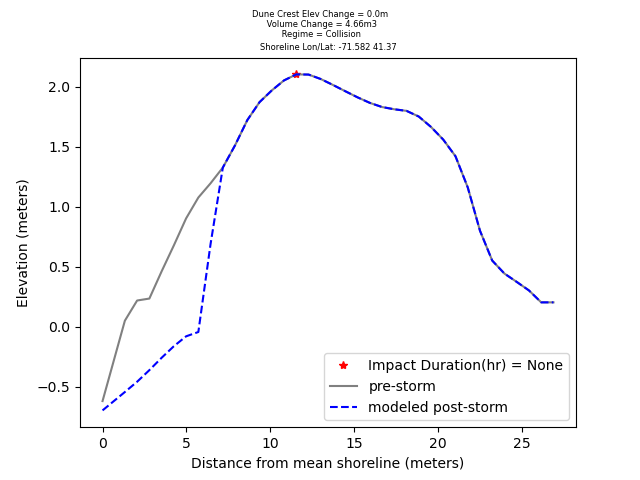 Dune Crest Elev Change = 0.0m
Volume Change = 4.66m3
Regime = Collision
Shoreline Lon/Lat: -71.582 41.37
2.0
1.5
1.0
0.5
0.0
−0.5
Elevation (meters)
Impact Duration(hr) = None
pre-storm
modeled post-storm
0
5
10
15
20
25
Distance from mean shoreline (meters)